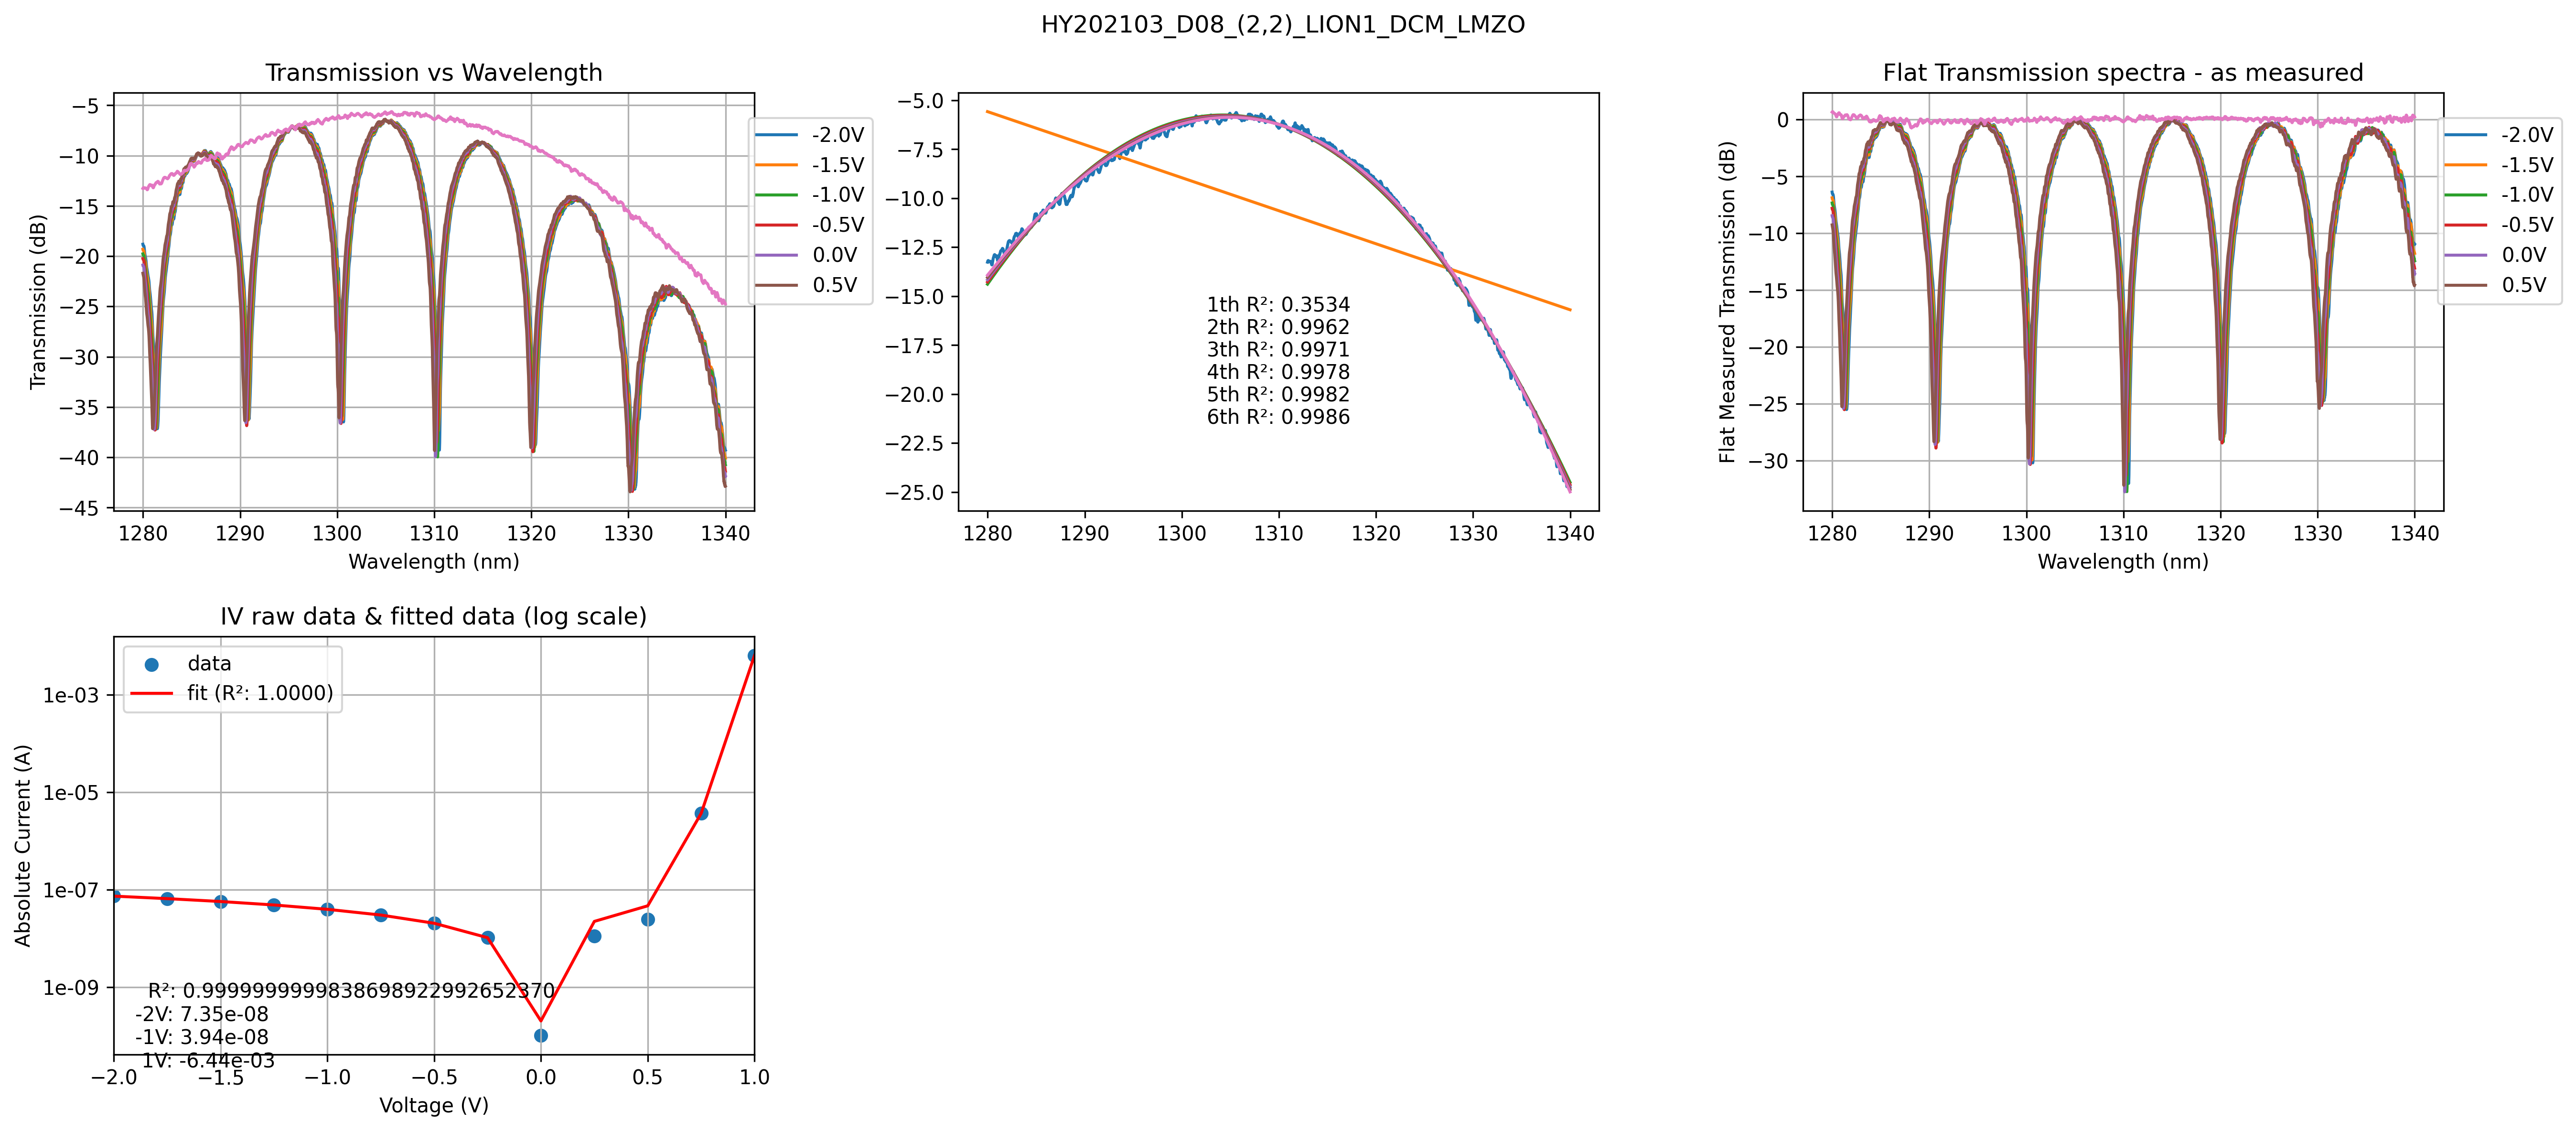 HY202103_D08_(2,2)_LION1_DCM_LMZO
Transmission vs Wavelength
Transmission (dB)
−5
−10
−15
−20
−25
−30
−35
−40
−45
1280 1290 1300 1310 1320 1330 1340
Wavelength (nm)
-2.0V
-1.5V
-1.0V
-0.5V
0.0V
0.5V
−5.0
−7.5
−10.0
−12.5
−15.0
−17.5
−20.0
−22.5
−25.0
1th R²: 0.3534
2th R²: 0.9962
3th R²: 0.9971
4th R²: 0.9978
5th R²: 0.9982
6th R²: 0.9986
1280 1290 1300 1310 1320 1330 1340
Flat Transmission spectra - as measured
Flat Measured Transmission (dB)
0
−5
−10
−15
−20
−25
−30
1280 1290 1300 1310 1320 1330 1340
Wavelength (nm)
-2.0V
-1.5V
-1.0V
-0.5V
0.0V
0.5V
IV raw data & fitted data (log scale)
Absolute Current (A)
data
fit (R²: 1.0000)
1e-03
1e-05
1e-07
1e-09
R²: 0.999999999983869892299265​2370
-2V: 7.35e-08
-1V: 3.94e-08
1V: -6.44e-03
−2.0 −1.5 −1.0 −0.5 0.0 0.5 1.0
Voltage (V)